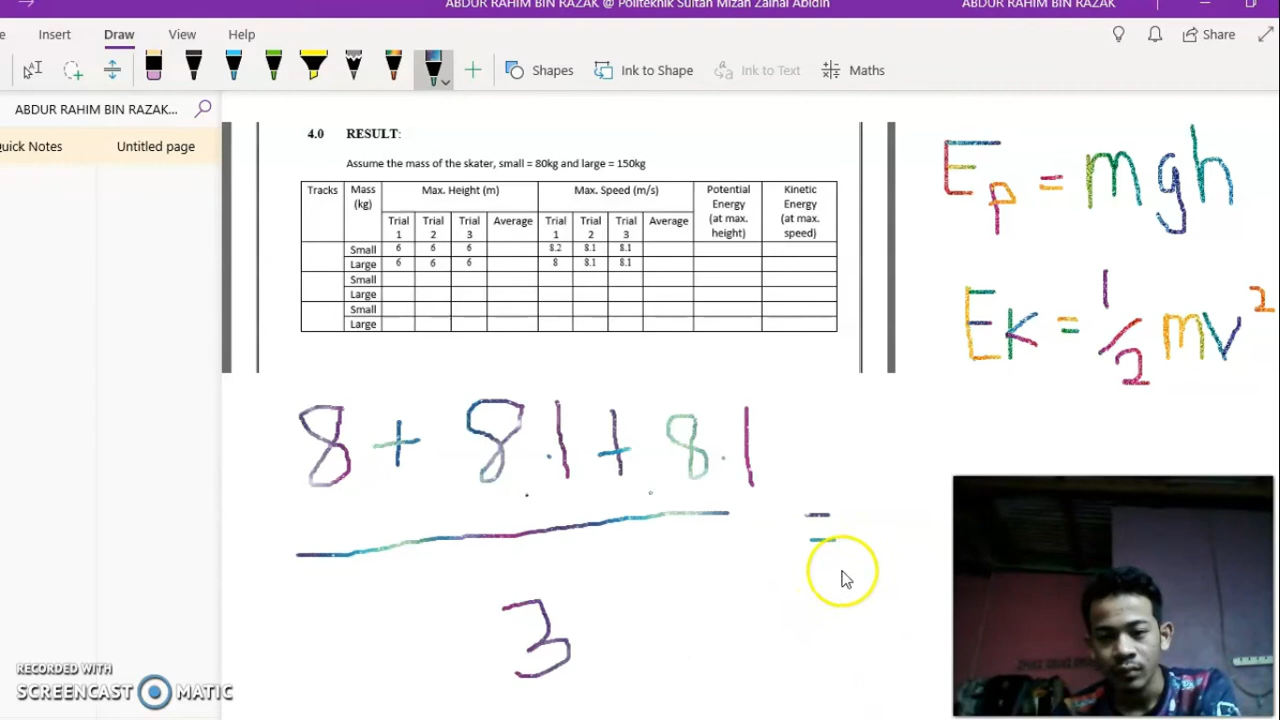 ABDUR RAHIM BIN RAZAK @ Politeknik Sultan Mizan Zainal Abidin
ABDUR RAHIM BIN RAZAK
Insert Draw View Help
Share
Shapes
Ink to Shape
Ink to Text
Maths
ABDUR RAHIM BIN RAZAK...
Quick Notes
Untitled page
4.0 RESULT:
Assume the mass of the skater, small = 80kg and large = 150kg
Tracks Mass (kg) Max. Height (m) Max. Speed (m/s) Potential Energy (at max. height) Kinetic Energy (at max. speed)
Trial 1 Trial 2 Trial 3 Average Trial 1 Trial 2 Trial 3 Average
Small 6 6 6 8.2 8.1 8.1
Large 6 6 6 8 8.1 8.1
Small
Large
Small
Large
Ep = mgh
Ek = 1/2 mv²
8 + 8.1 + 8.1
=
3
RECORDED WITH
SCREENCAST MATIC